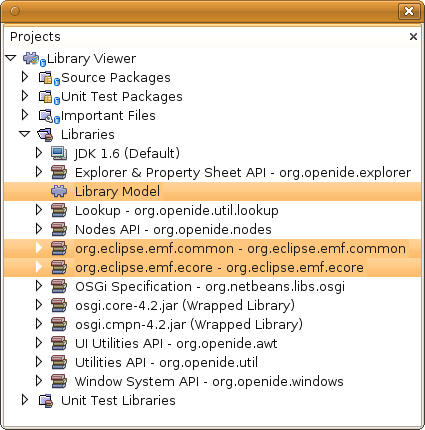 Projects
Library Viewer
Source Packages
Unit Test Packages
Important Files
Libraries
JDK 1.6 (Default)
Explorer & Property Sheet API - org.openide.explorer
Library Model
Lookup - org.openide.util.lookup
Nodes API - org.openide.nodes
org.eclipse.emf.common - org.eclipse.emf.common
org.eclipse.emf.ecore - org.eclipse.emf.ecore
OSGi Specification - org.netbeans.libs.osgi
osgi.core-4.2.jar (Wrapped Library)
osgi.cmpn-4.2.jar (Wrapped Library)
UI Utilities API - org.openide.awt
Utilities API - org.openide.util
Window System API - org.openide.windows
Unit Test Libraries